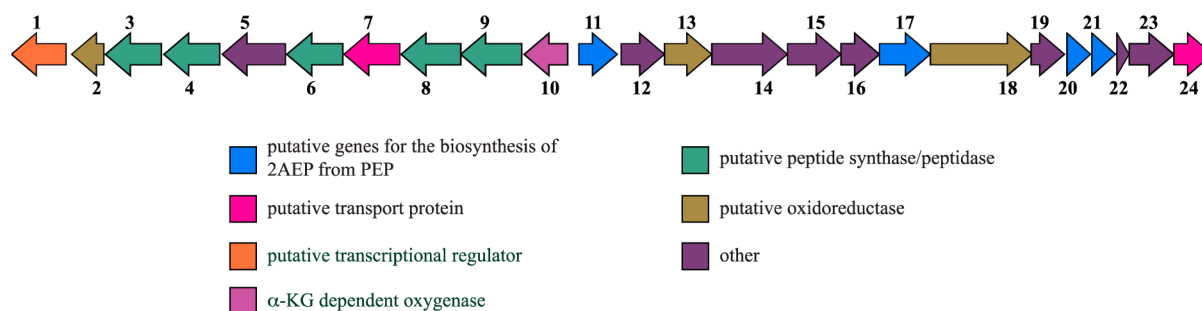 1 3 5 7 9 11 13 15 17 19 21 23
2 4 6 8 10 12 14 16 18 20 22 24
putative genes for the biosynthesis of
2AEP from PEP
putative transport protein
putative transcriptional regulator
α-KG dependent oxygenase
putative peptide synthase/peptidase
putative oxidoreductase
other